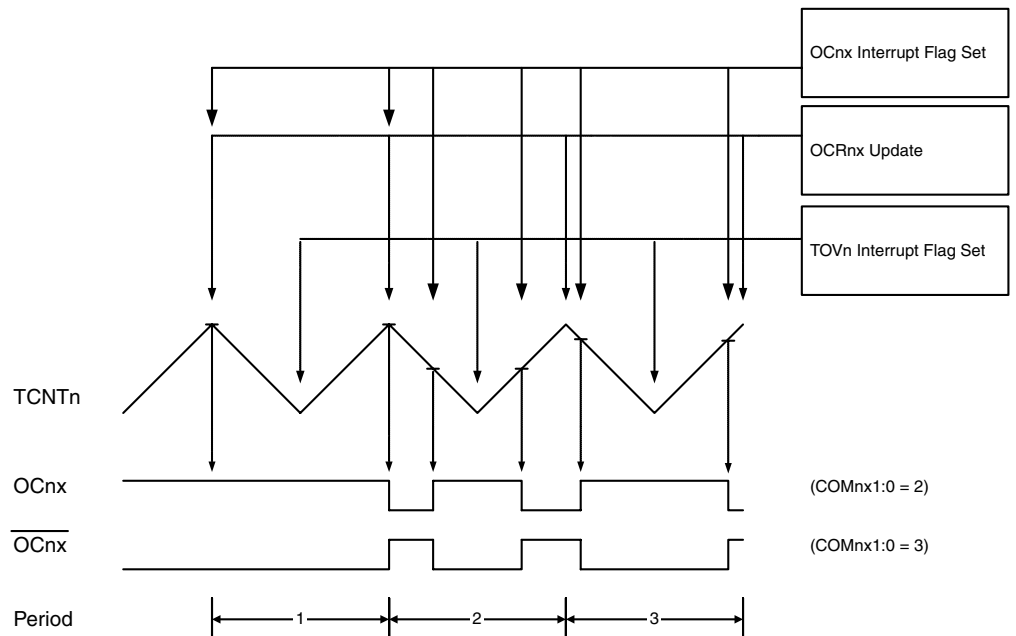 OCnx Interrupt Flag Set
OCRnx Update
TOVn Interrupt Flag Set
TCNTn
OCnx
(COMnx1:0 = 2)
OCnx
(COMnx1:0 = 3)
Period
1
2
3